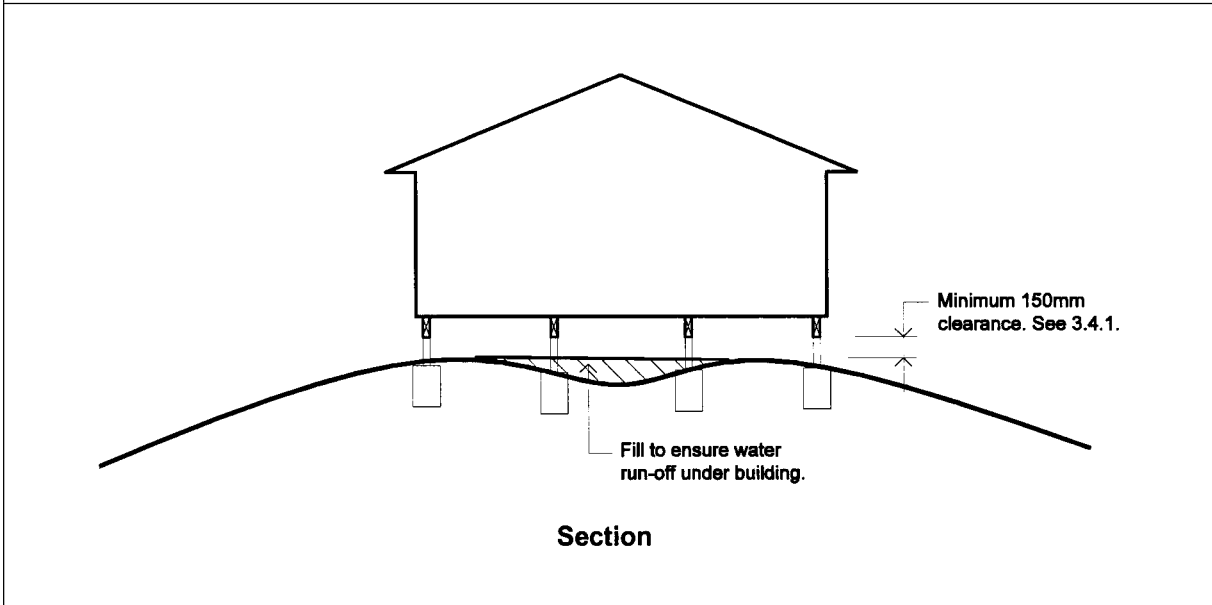 Minimum 150mm
clearance. See 3.4.1.
Fill to ensure water
run-off under building.
Section